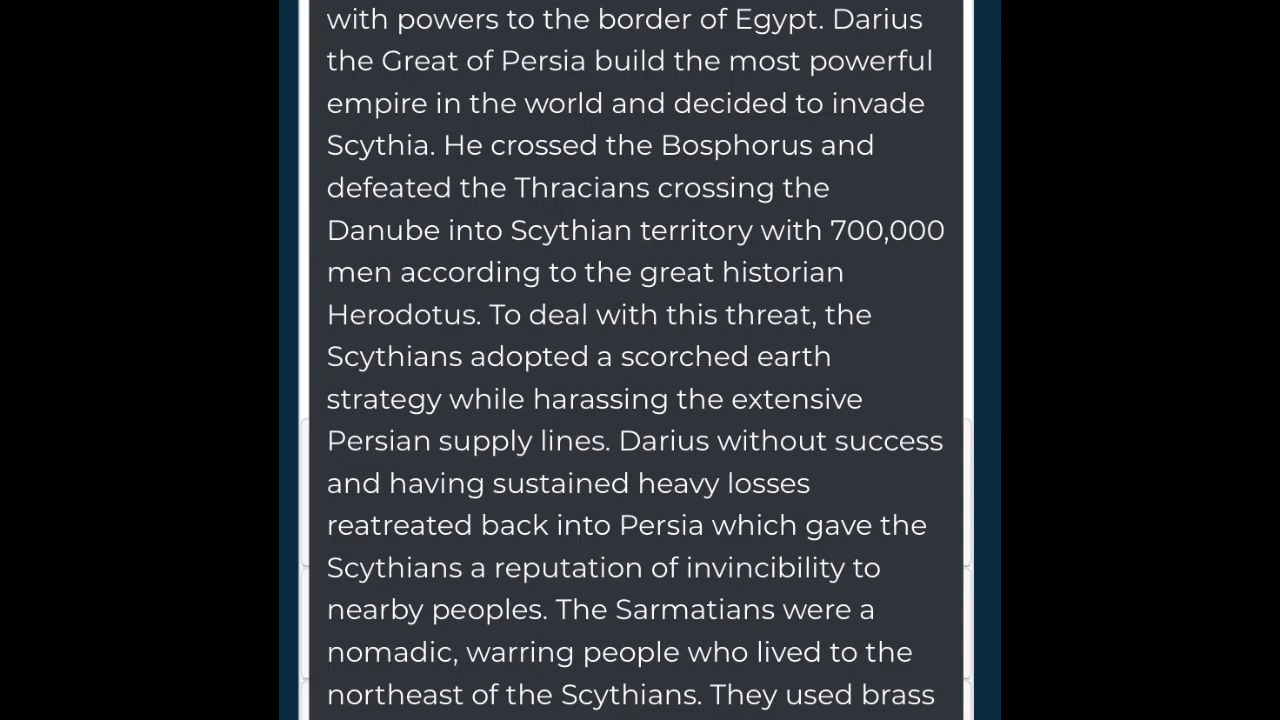 with powers to the border of Egypt. Darius
the Great of Persia build the most powerful
empire in the world and decided to invade
Scythia. He crossed the Bosphorus and
defeated the Thracians crossing the
Danube into Scythian territory with 700,000
men according to the great historian
Herodotus. To deal with this threat, the
Scythians adopted a scorched earth
strategy while harassing the extensive
Persian supply lines. Darius without success
and having sustained heavy losses
reatreated back into Persia which gave the
Scythians a reputation of invincibility to
nearby peoples. The Sarmatians were a
nomadic, warring people who lived to the
northeast of the Scythians. They used brass